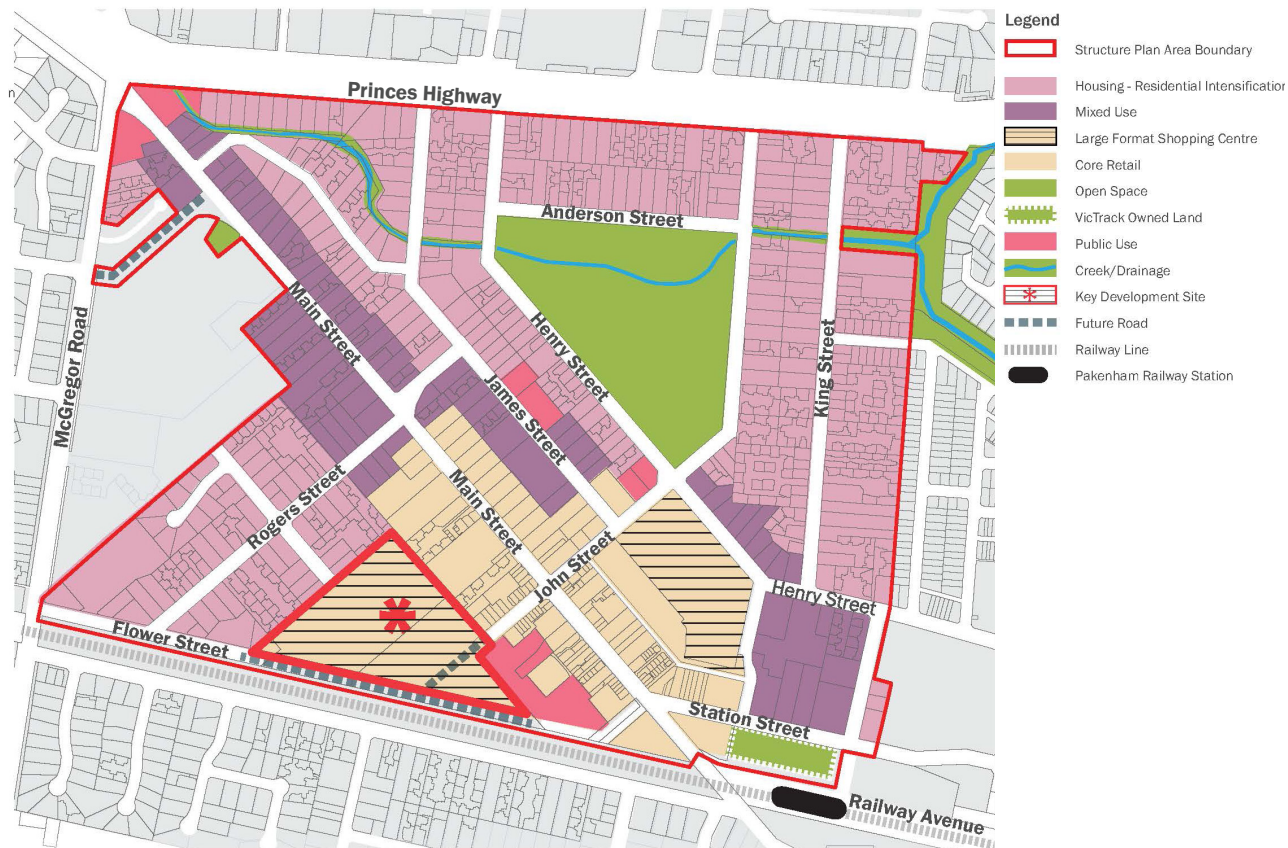 Legend
Structure Plan Area Boundary
Housing - Residential Intensification
Mixed Use
Large Format Shopping Centre
Core Retail
Open Space
VicTrack Owned Land
Public Use
Creek/Drainage
Key Development Site
Future Road
Railway Line
Pakenham Railway Station
n
Princes Highway
Anderson Street
Main Street
McGregor Road
Henry Street
King Street
James Street
Rogers Street
Main Street
John Street
Henry Street
Flower Street
Station Street
Railway Avenue